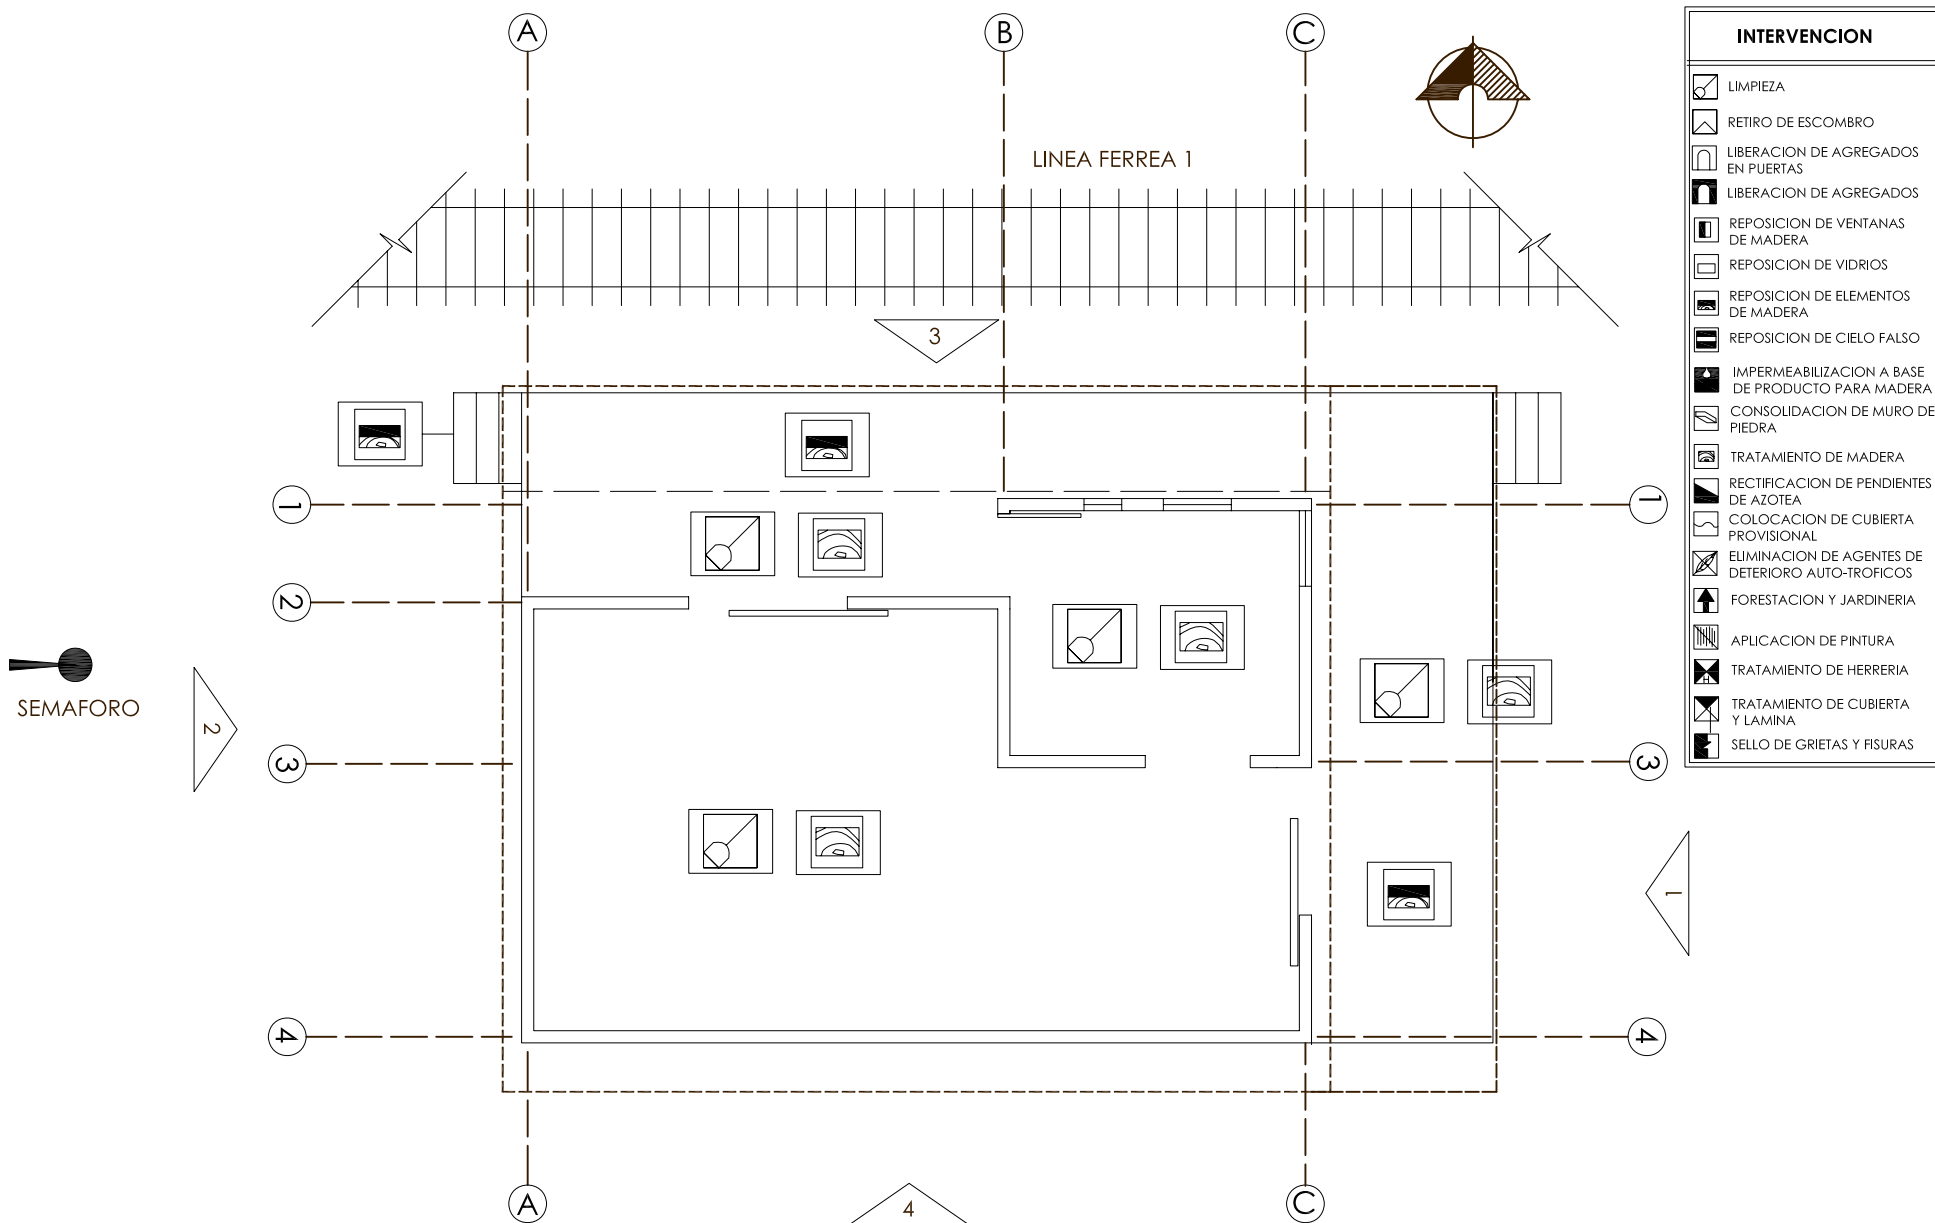 A
B
C
LINEA FERREA 1
3
1
1
2
SEMAFORO
2
3
3
1
4
4
A
4
C
INTERVENCION
LIMPIEZA
RETIRO DE ESCOMBRO
LIBERACION DE AGREGADOS
EN PUERTAS
LIBERACION DE AGREGADOS
REPOSICION DE VENTANAS
DE MADERA
REPOSICION DE VIDRIOS
REPOSICION DE ELEMENTOS
DE MADERA
REPOSICION DE CIELO FALSO
IMPERMEABILIZACION A BASE
DE PRODUCTO PARA MADERA
CONSOLIDACION DE MURO DE
PIEDRA
TRATAMIENTO DE MADERA
RECTIFICACION DE PENDIENTES
DE AZOTEA
COLOCACION DE CUBIERTA
PROVISIONAL
ELIMINACION DE AGENTES DE
DETERIORO AUTO-TROFICOS
FORESTACION Y JARDINERIA
APLICACION DE PINTURA
H
TRATAMIENTO DE HERRERIA
TRATAMIENTO DE CUBIERTA
Y LAMINA
SELLO DE GRIETAS Y FISURAS